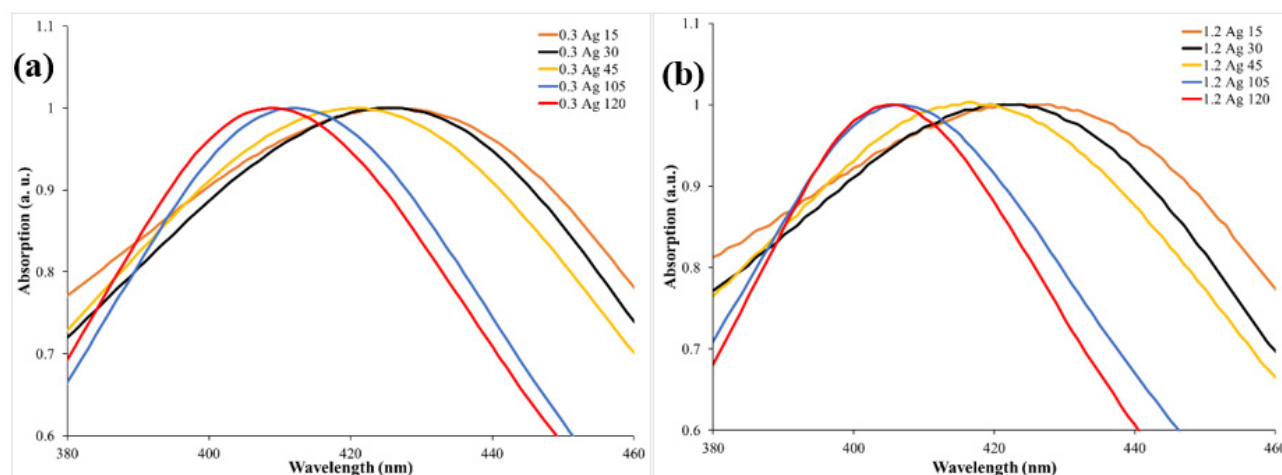 (a)
1.1
1
0.9
0.8
0.7
0.6
Absorption (a. u.)
380
400
420
440
460
Wavelength (nm)
0.3 Ag 15
0.3 Ag 30
0.3 Ag 45
0.3 Ag 105
0.3 Ag 120
(b)
1.1
1
0.9
0.8
0.7
0.6
Absorption (a.u.)
380
400
420
440
460
Wavelength (nm)
1.2 Ag 15
1.2 Ag 30
1.2 Ag 45
1.2 Ag 105
1.2 Ag 120